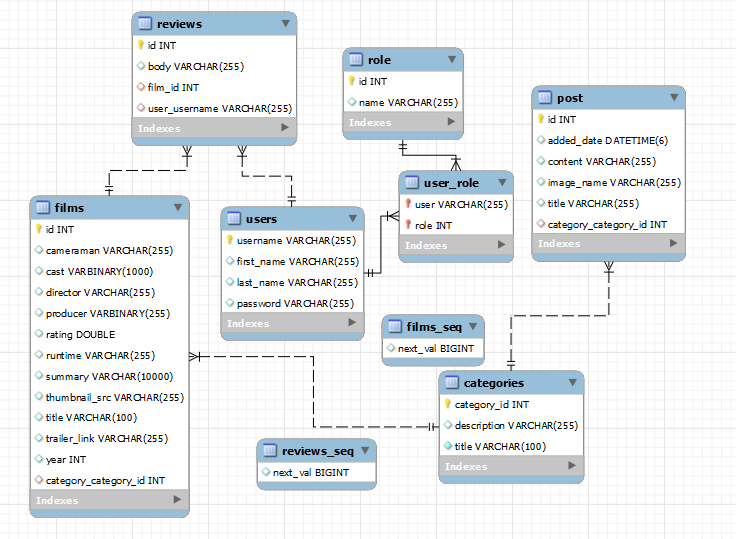 reviews
id INT
body VARCHAR(255)
film_id INT
user_username VARCHAR(255)
Indexes
role
id INT
name VARCHAR(255)
Indexes
post
id INT
added_date DATETIME(6)
content VARCHAR(255)
image_name VARCHAR(255)
title VARCHAR(255)
category_category_id INT
Indexes
user_role
user VARCHAR(255)
role INT
Indexes
films
id INT
cameraman VARCHAR(255)
cast VARBINARY(1000)
director VARCHAR(255)
producer VARBINARY(255)
rating DOUBLE
runtime VARCHAR(255)
summary VARCHAR(10000)
thumbnail_src VARCHAR(255)
title VARCHAR(100)
trailer_link VARCHAR(255)
year INT
category_category_id INT
Indexes
users
username VARCHAR(255)
first_name VARCHAR(255)
last_name VARCHAR(255)
password VARCHAR(255)
Indexes
films_seq
next_val BIGINT
categories
category_id INT
description VARCHAR(255)
title VARCHAR(100)
Indexes
reviews_seq
next_val BIGINT